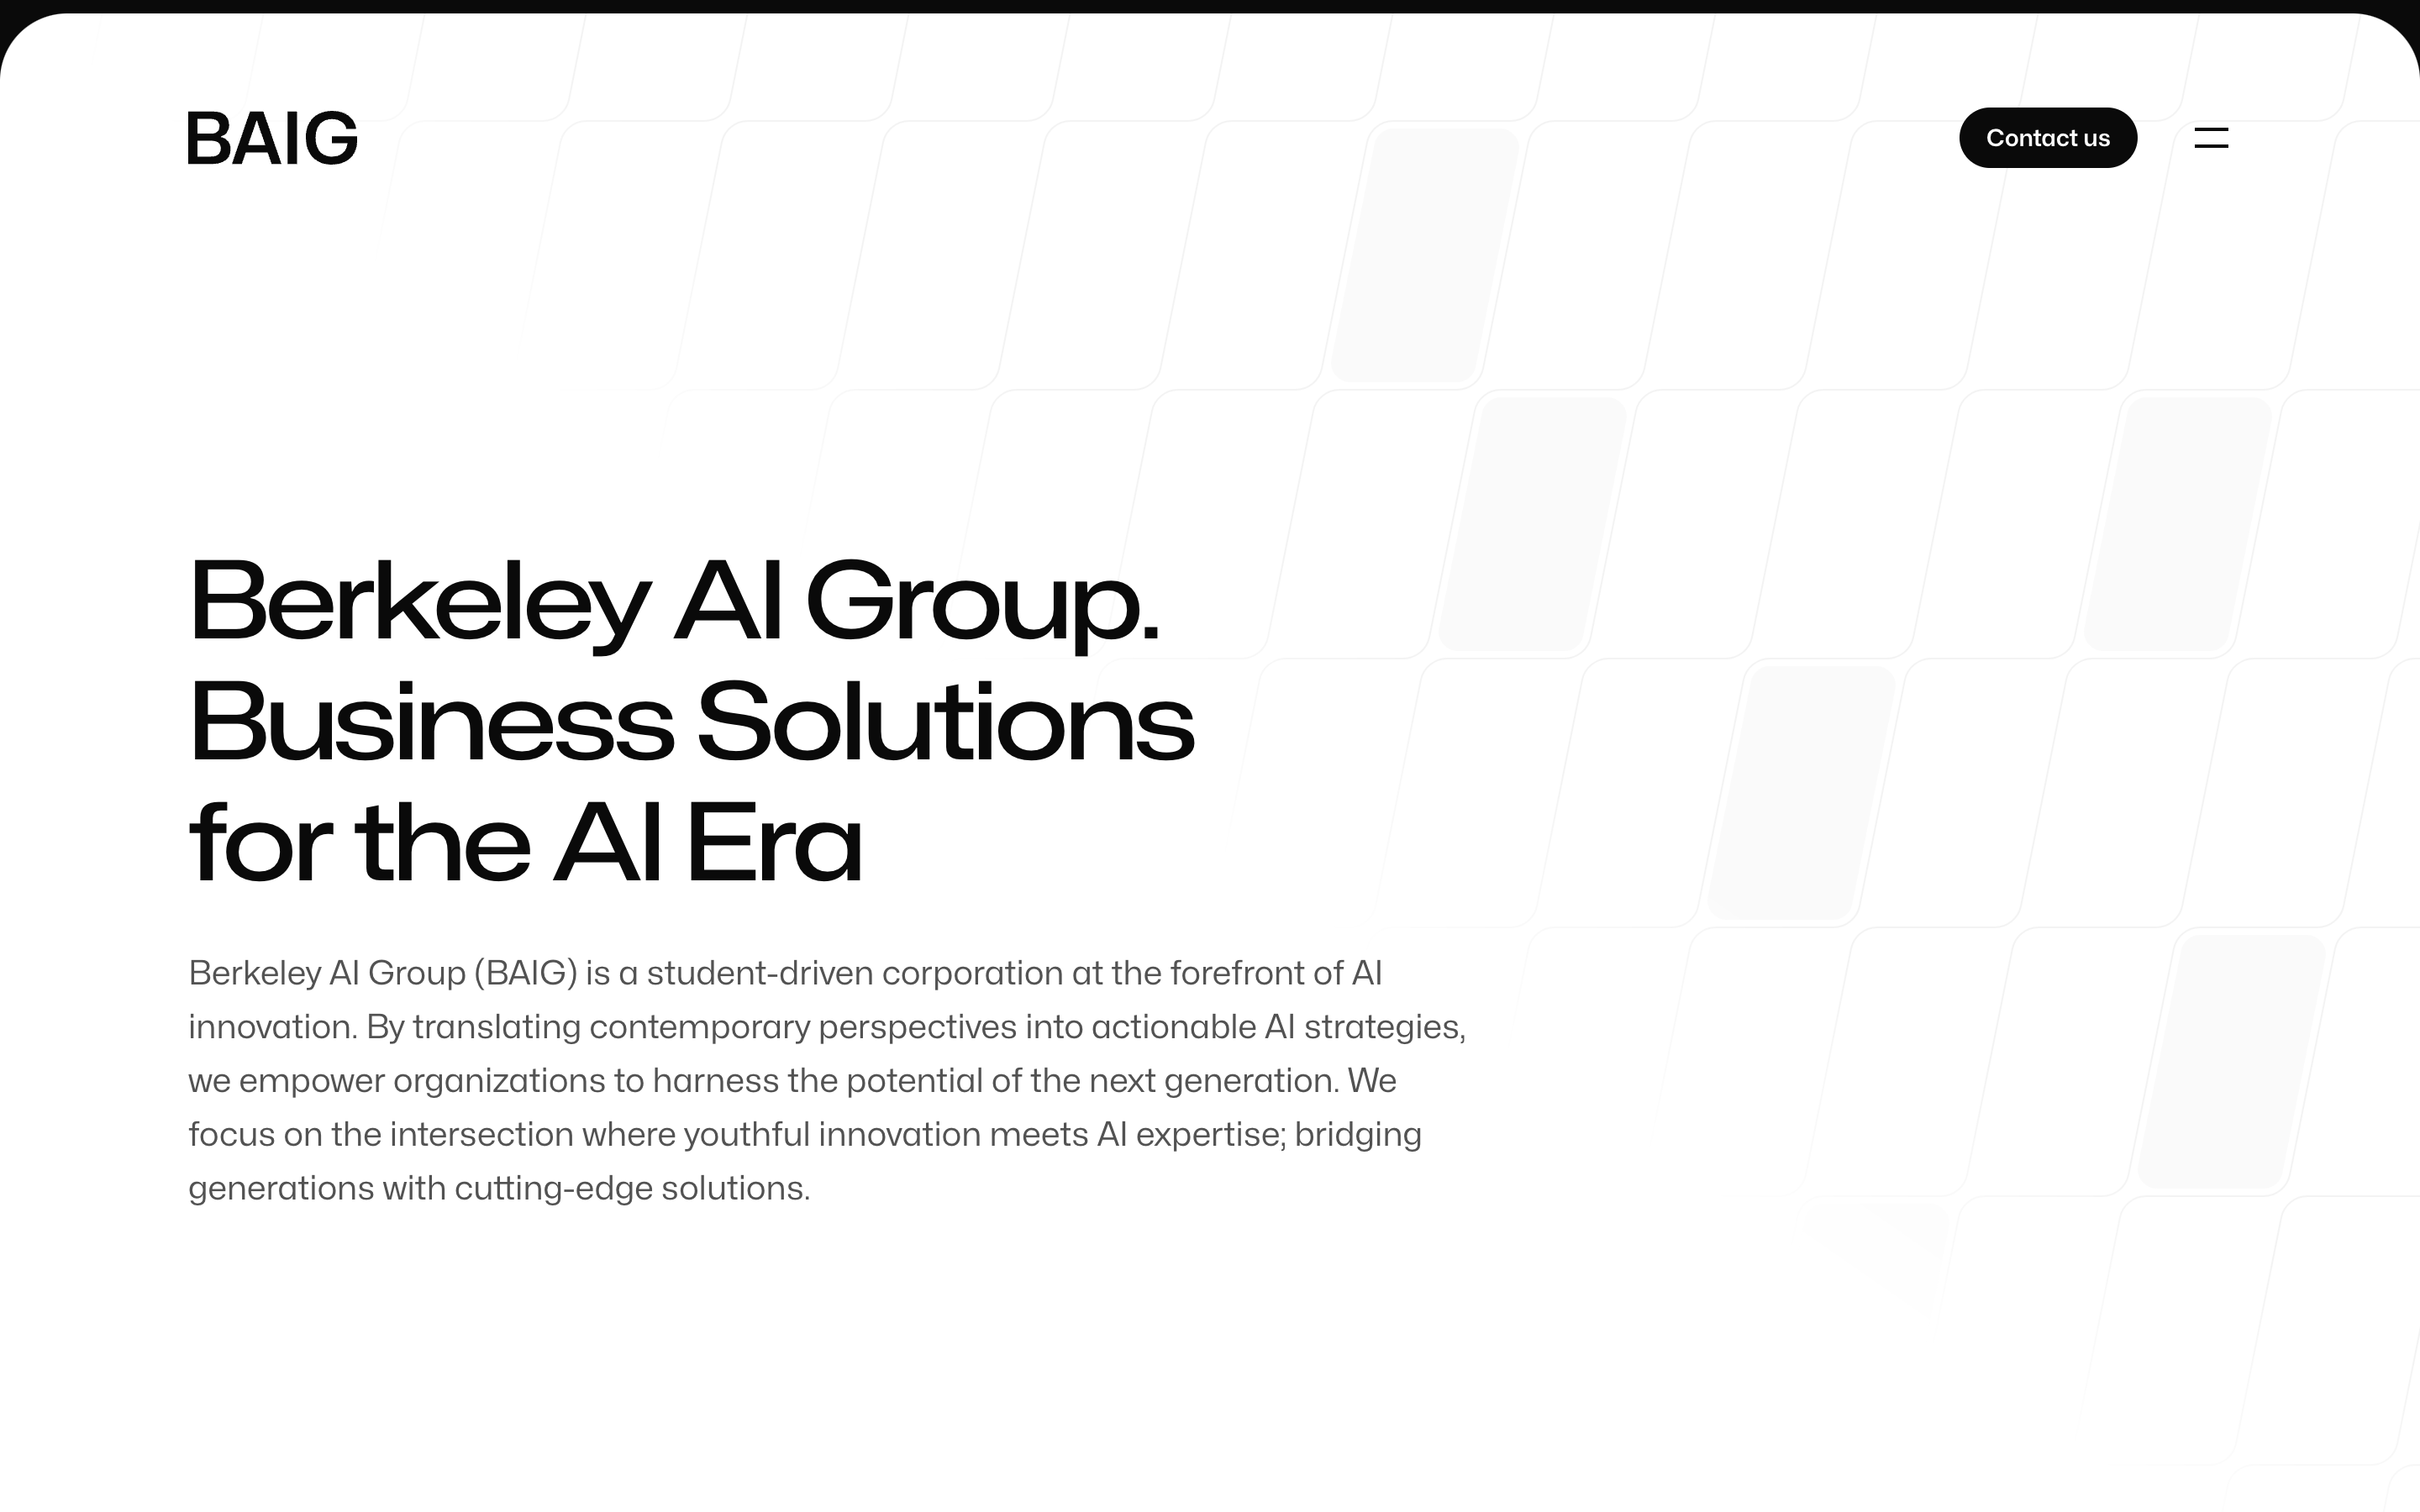 BAIG
Contact us
Berkeley AI Group.
Business Solutions
for the AI Era
Berkeley AI Group (BAIG) is a student-driven corporation at the forefront of AI
innovation. By translating contemporary perspectives into actionable AI strategies,
we empower organizations to harness the potential of the next generation. We
focus on the intersection where youthful innovation meets AI expertise; bridging
generations with cutting-edge solutions.